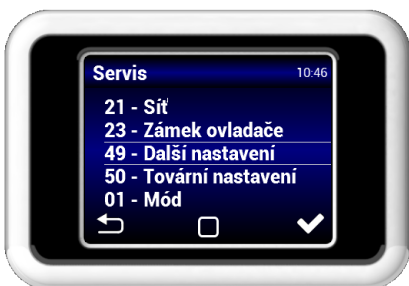 Servis 10:46
21 - Síť
23 - Zámek ovladače
49 - Další nastavení
50 - Tovární nastavení
01 - Mód